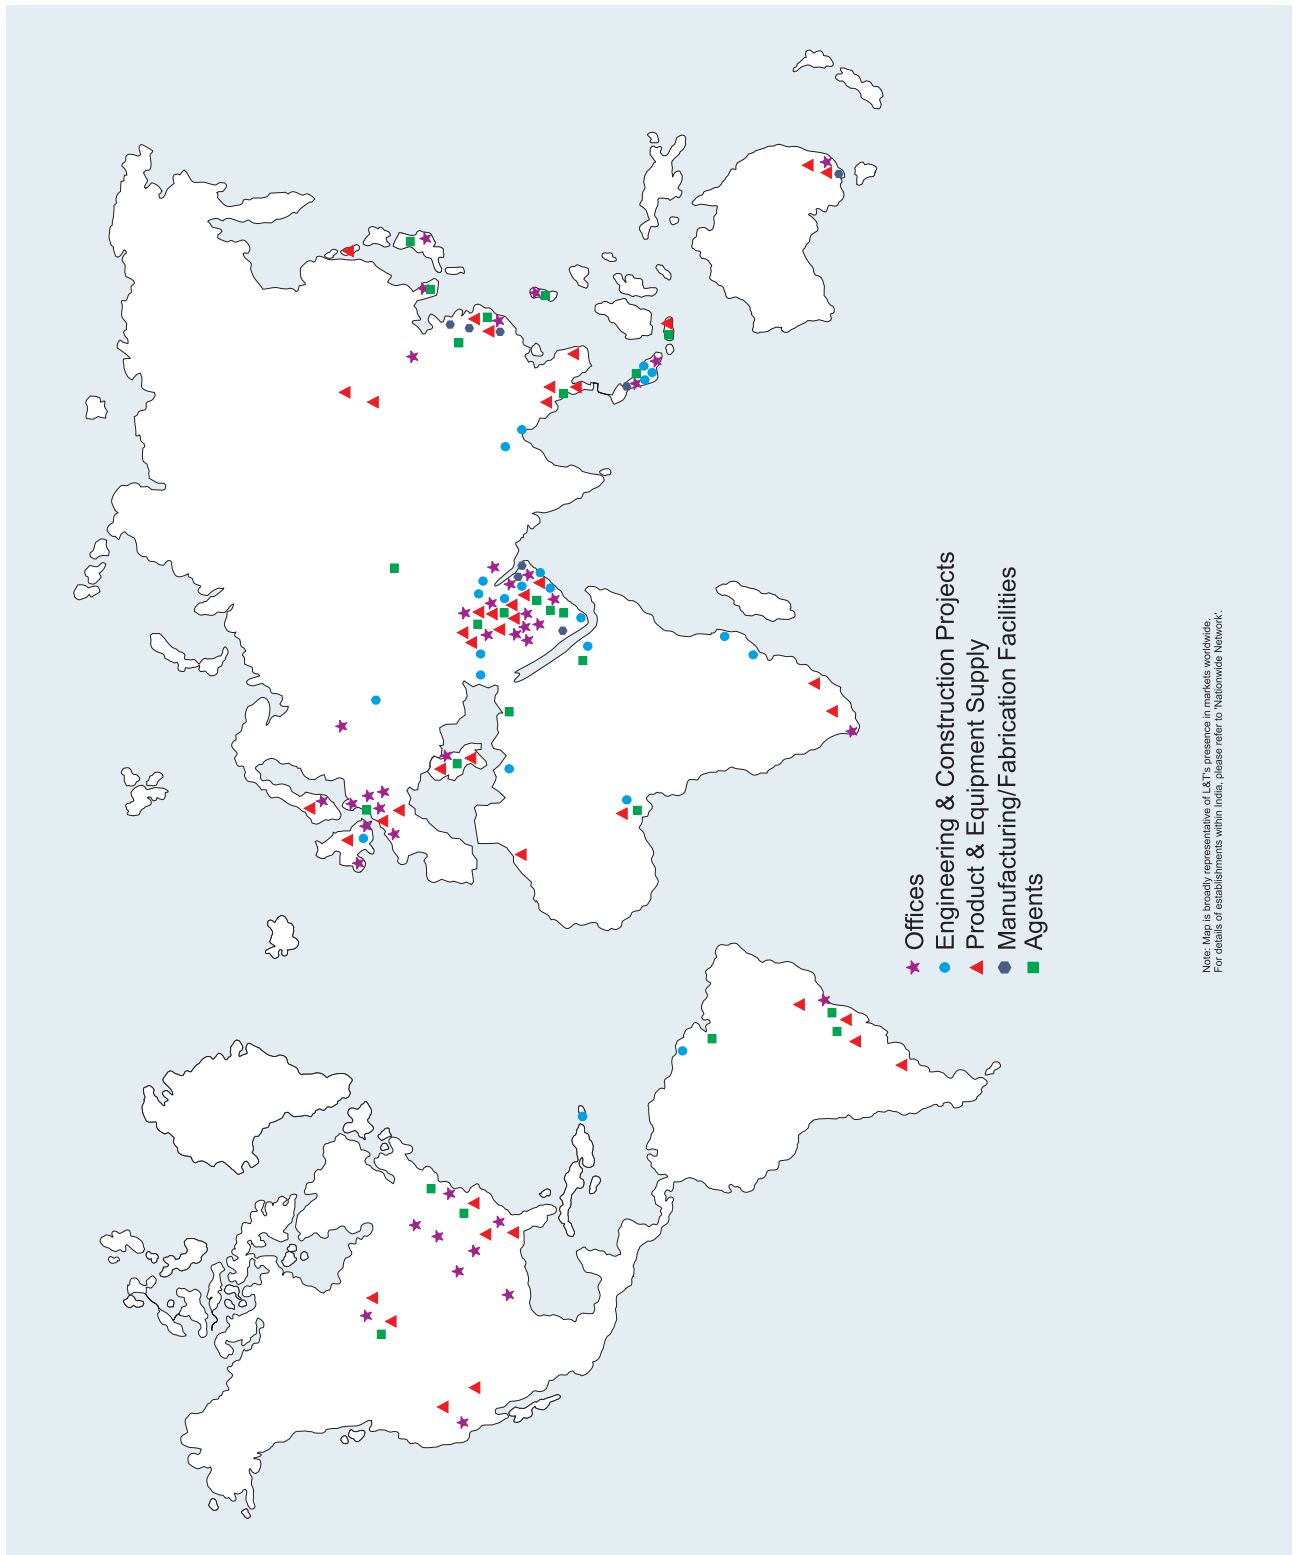 Offices
Engineering & Construction Projects
Product & Equipment Supply
Manufacturing/Fabrication Facilities
Agents
Note: Map is broadly representative of L&T's presence in markets worldwide.
For details of establishments within India, please refer to 'Nationwide Network'.